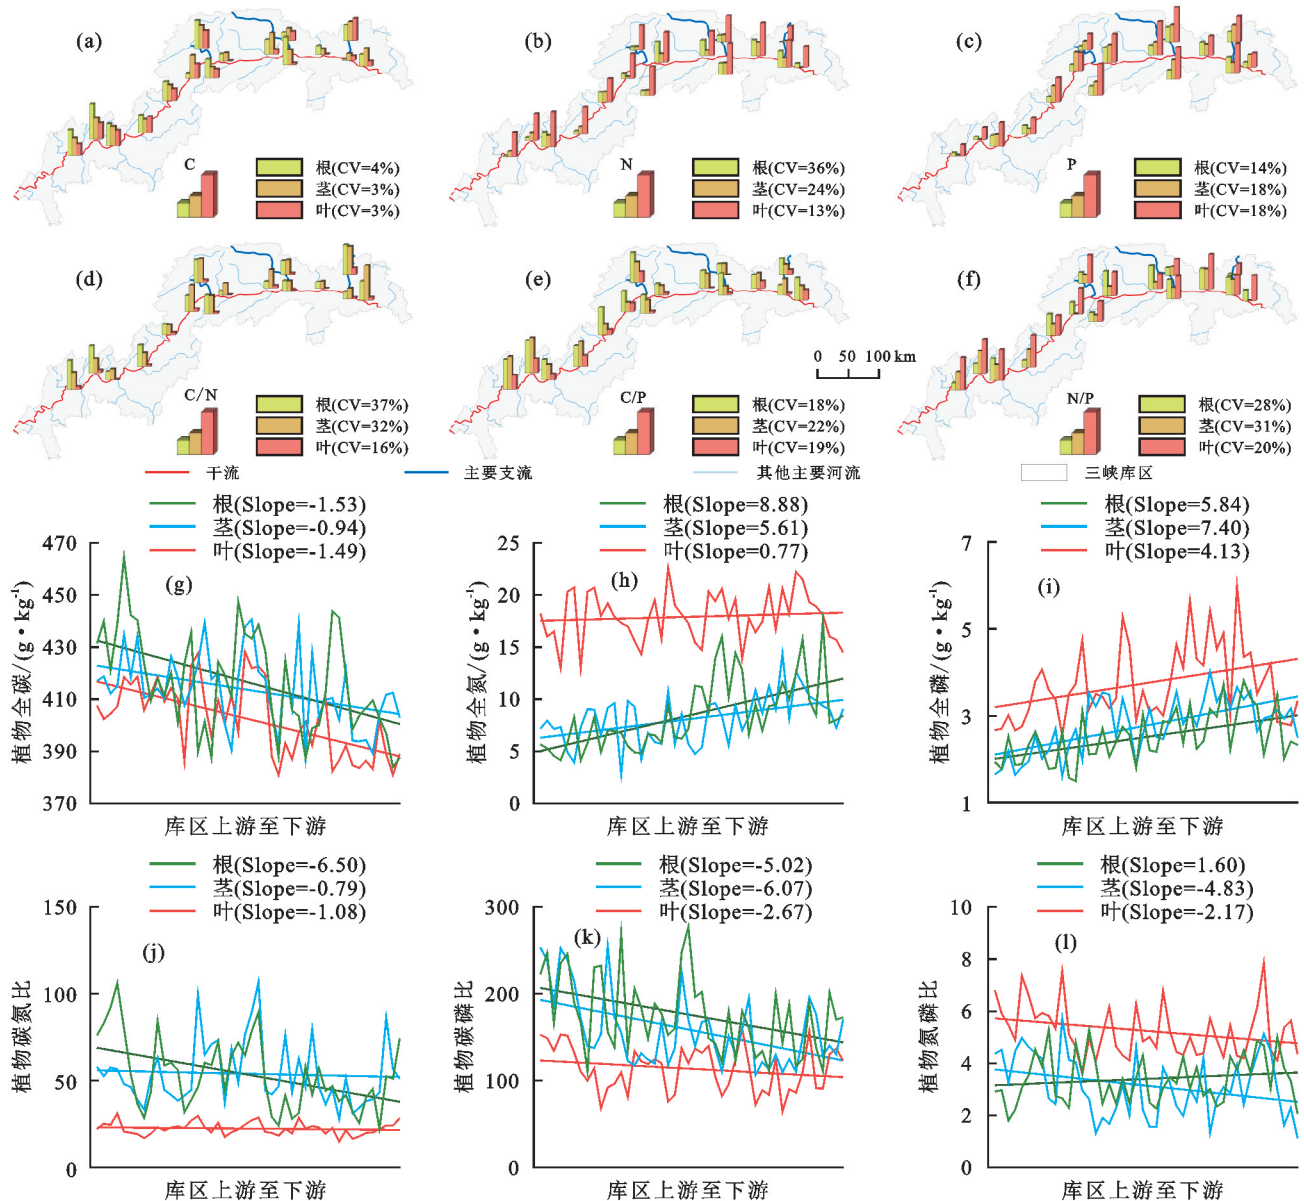 (a)
C
根(CV=4%)
茎(CV=3%)
叶(CV=3%)
(b)
N
根(CV=36%)
茎(CV=24%)
叶(CV=13%)
(c)
P
根(CV=14%)
茎(CV=18%)
叶(CV=18%)
(d)
C/N
根(CV=37%)
茎(CV=32%)
叶(CV=16%)
(e)
0 50 100 km
C/P
根(CV=18%)
茎(CV=22%)
叶(CV=19%)
(f)
N/P
根(CV=28%)
茎(CV=31%)
叶(CV=20%)
干流 主要支流 其他主要河流 三峡库区
根(Slope=-1.53)
茎(Slope=-0.94)
叶(Slope=-1.49)
(g)
植物全碳/(g·kg⁻¹)
470
450
430
410
390
370
库区上游至下游
根(Slope=8.88)
茎(Slope=5.61)
叶(Slope=0.77)
(h)
植物全氮/(g·kg⁻¹)
25
20
15
10
5
0
库区上游至下游
根(Slope=5.84)
茎(Slope=7.40)
叶(Slope=4.13)
(i)
植物全磷/(g·kg⁻¹)
7
5
3
1
库区上游至下游
根(Slope=-6.50)
茎(Slope=-0.79)
叶(Slope=-1.08)
(j)
植物碳氮比
150
100
50
0
库区上游至下游
根(Slope=-5.02)
茎(Slope=-6.07)
叶(Slope=-2.67)
(k)
植物碳磷比
300
200
100
0
库区上游至下游
根(Slope=1.60)
茎(Slope=-4.83)
叶(Slope=-2.17)
(l)
植物氮磷比
10
8
6
4
2
0
库区上游至下游